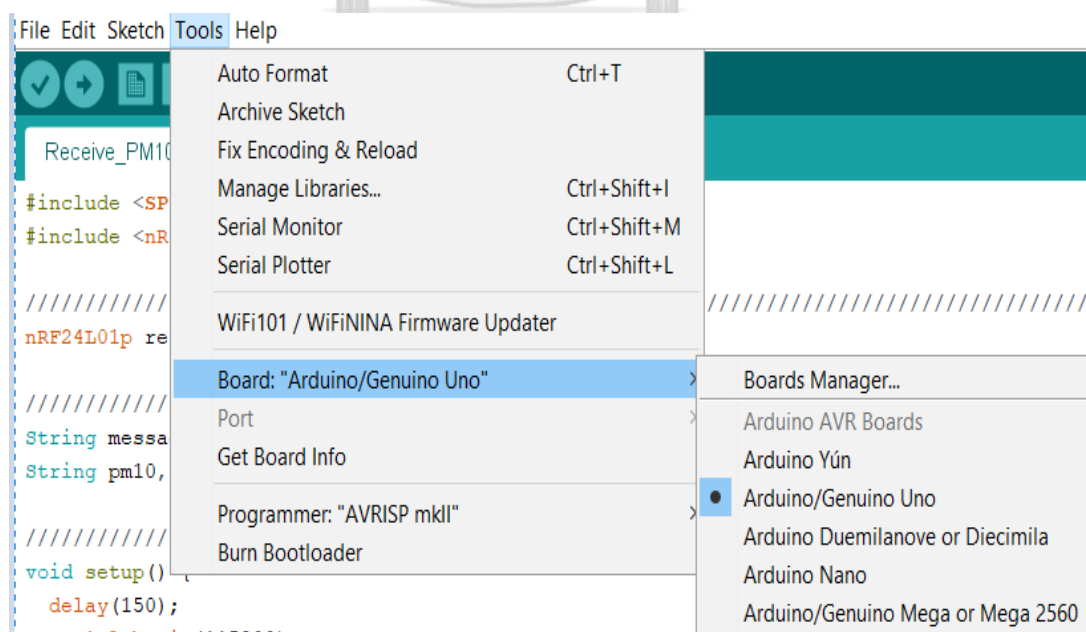 File Edit Sketch Tools Help
Auto Format Ctrl+T
Archive Sketch
Receive_PM10
Fix Encoding & Reload
Manage Libraries... Ctrl+Shift+I
#include <SP
Serial Monitor Ctrl+Shift+M
#include <nR
Serial Plotter Ctrl+Shift+L
//////////// ////////////////////////////////
WiFi101 / WiFiNINA Firmware Updater
nRF24L01p re
Board: "Arduino/Genuino Uno"
Port
Get Board Info
Programmer: "AVRISP mkII"
Burn Bootloader
Boards Manager...
Arduino AVR Boards
Arduino Yún
Arduino/Genuino Uno
Arduino Duemilanove or Diecimila
Arduino Nano
Arduino/Genuino Mega or Mega 2560
////////////
String messa
String pm10,
////////////
void setup() {
delay(150);